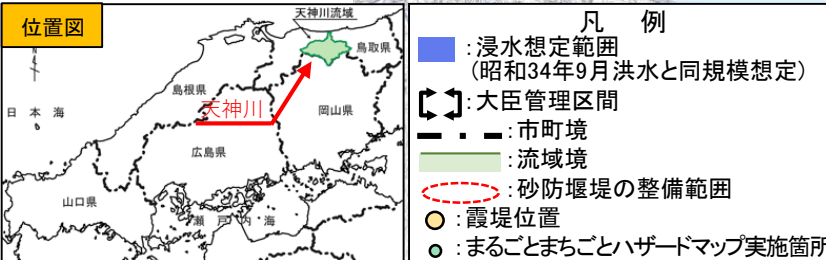 位置図
天神川流域
鳥取県
島根県
日本海
天神川
岡山県
広島県
山口県
瀬戸内海
凡例
:浸水想定範囲
(昭和34年9月洪水と同規模想定)
:大臣管理区間
:市町境
:流域境
:砂防堰堤の整備範囲
:霞堤位置
:まるごとまちごとハザードマップ実施箇所